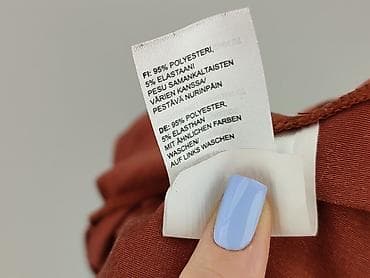 FI: 95% POLYESTERI,
5% ELASTAANI
PESU SAMANKALTAISTEN
VÄRIEN KANSSA/
PESTÄVÄ NURINPÄIN
DE: 95% POLYESTER,
5% ELASTHAN
MIT ÄHNLICHEN FARBEN
WASCHEN/
AUF LINKS WASCHEN